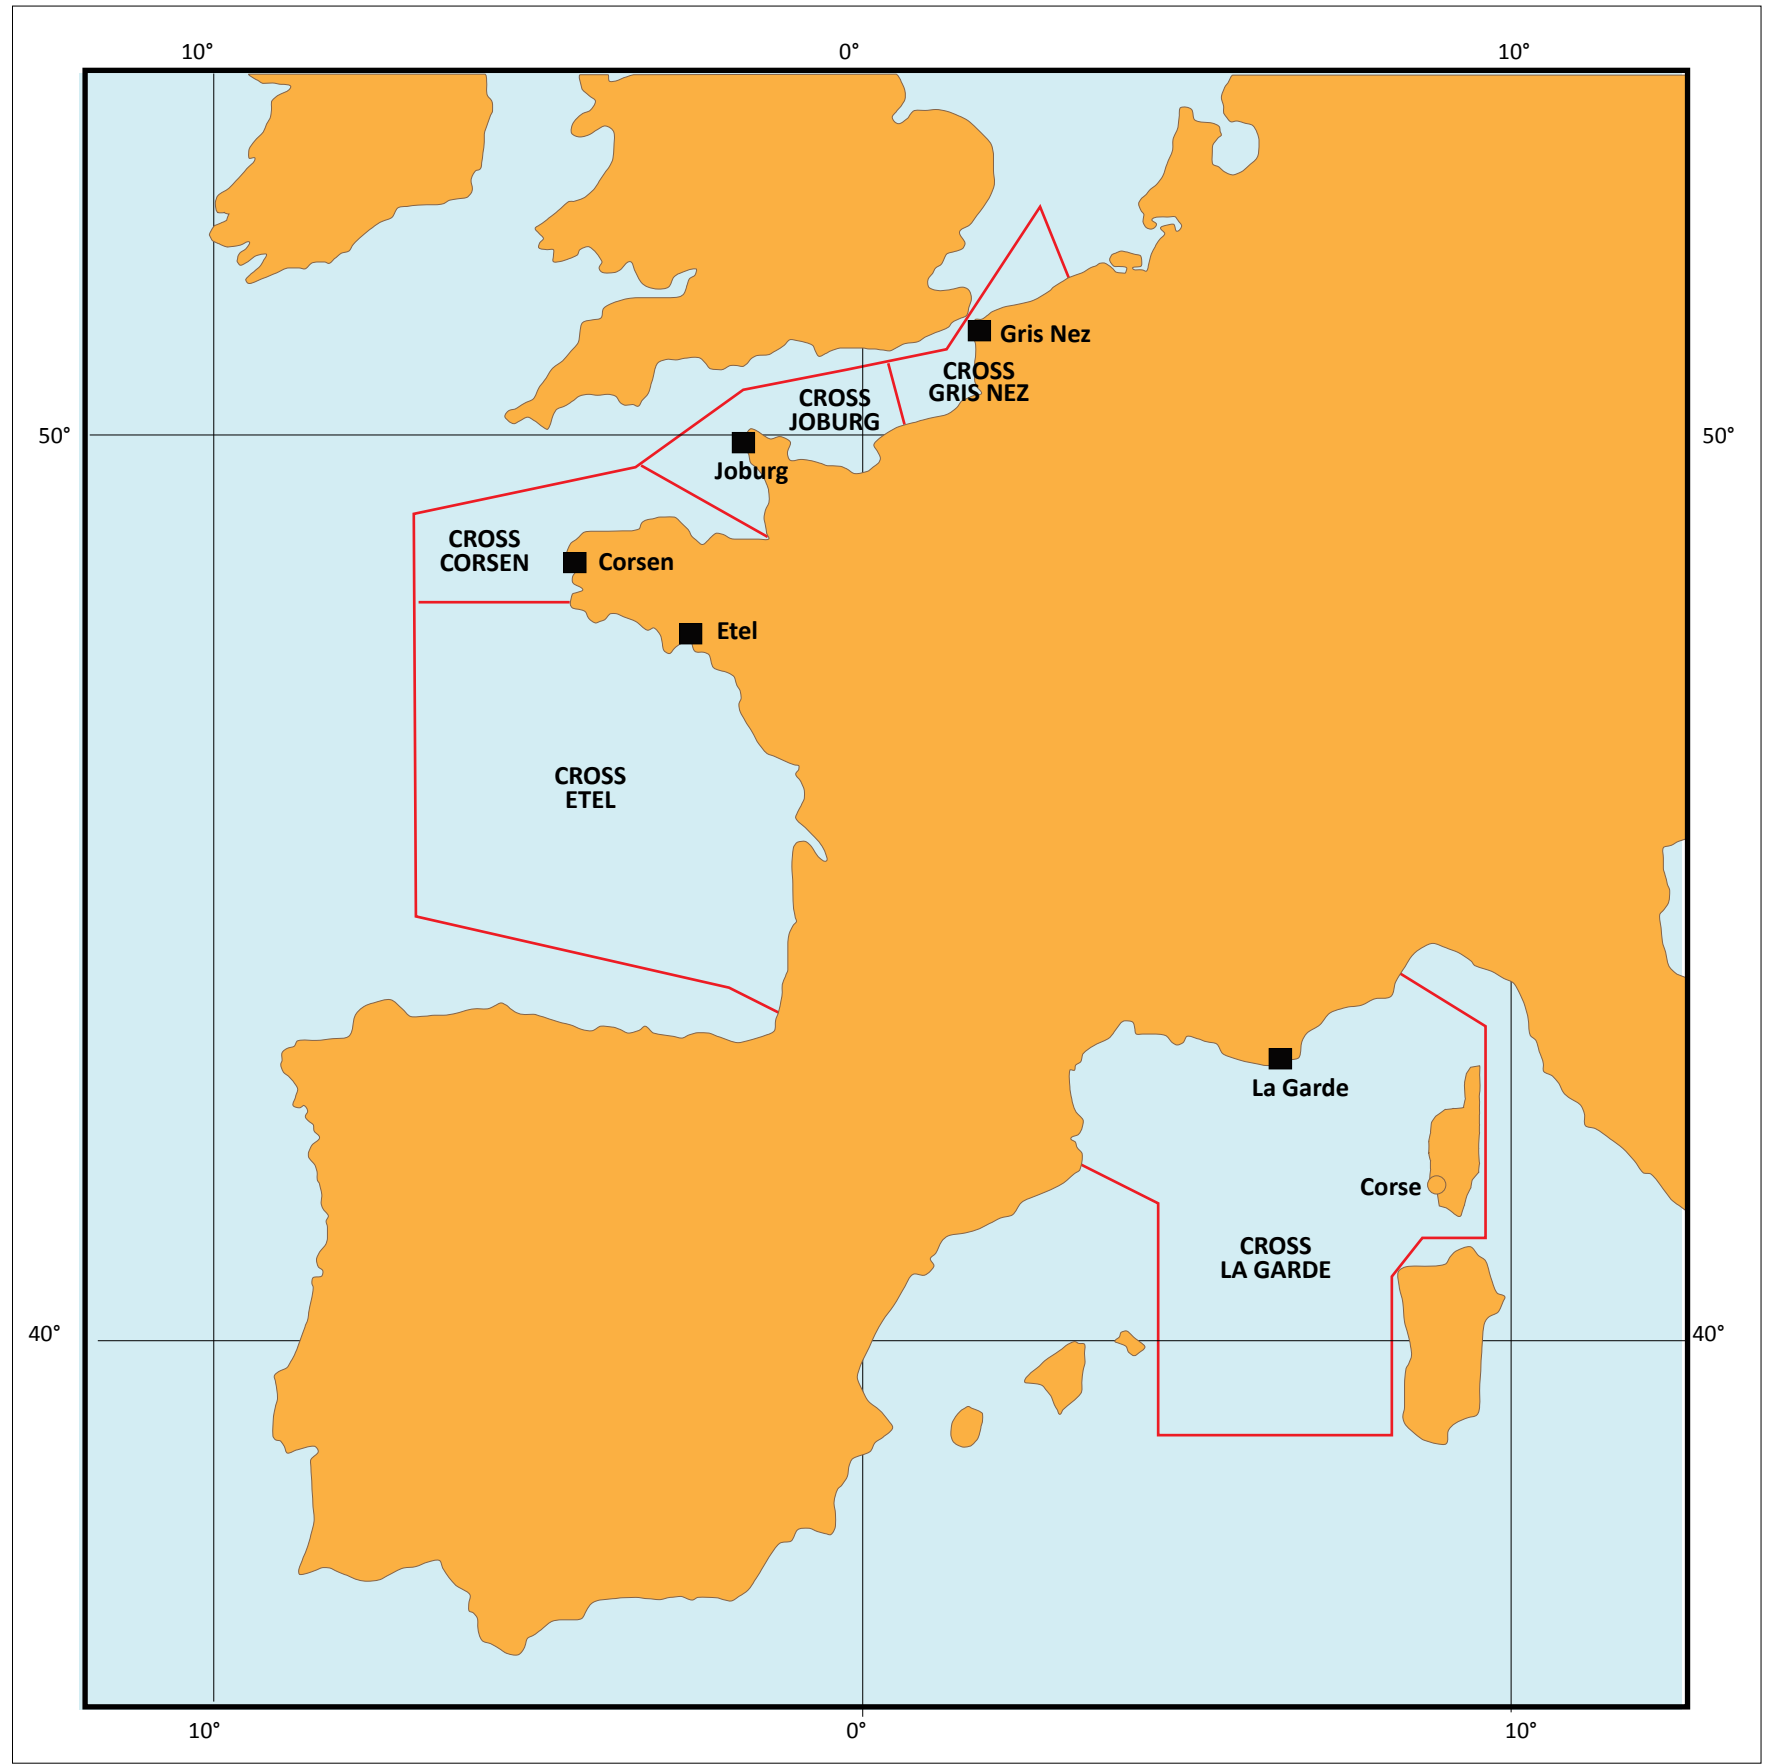 10°
0°
10°
Gris Nez
CROSS
GRIS NEZ
CROSS
JOBURG
50°
50°
Joburg
CROSS
CORSEN
Corsen
Etel
CROSS
ETEL
La Garde
Corse
CROSS
LA GARDE
40°
40°
10°
0°
10°